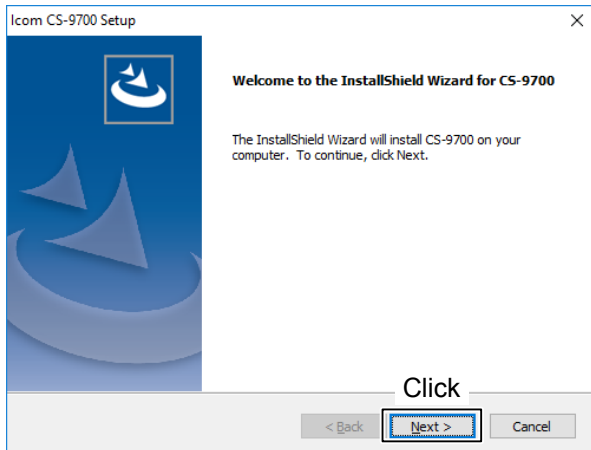 Icom CS-9700 Setup
Welcome to the InstallShield Wizard for CS-9700
The InstallShield Wizard will install CS-9700 on your
computer. To continue, click Next.
Click
< Back
Next >
Cancel